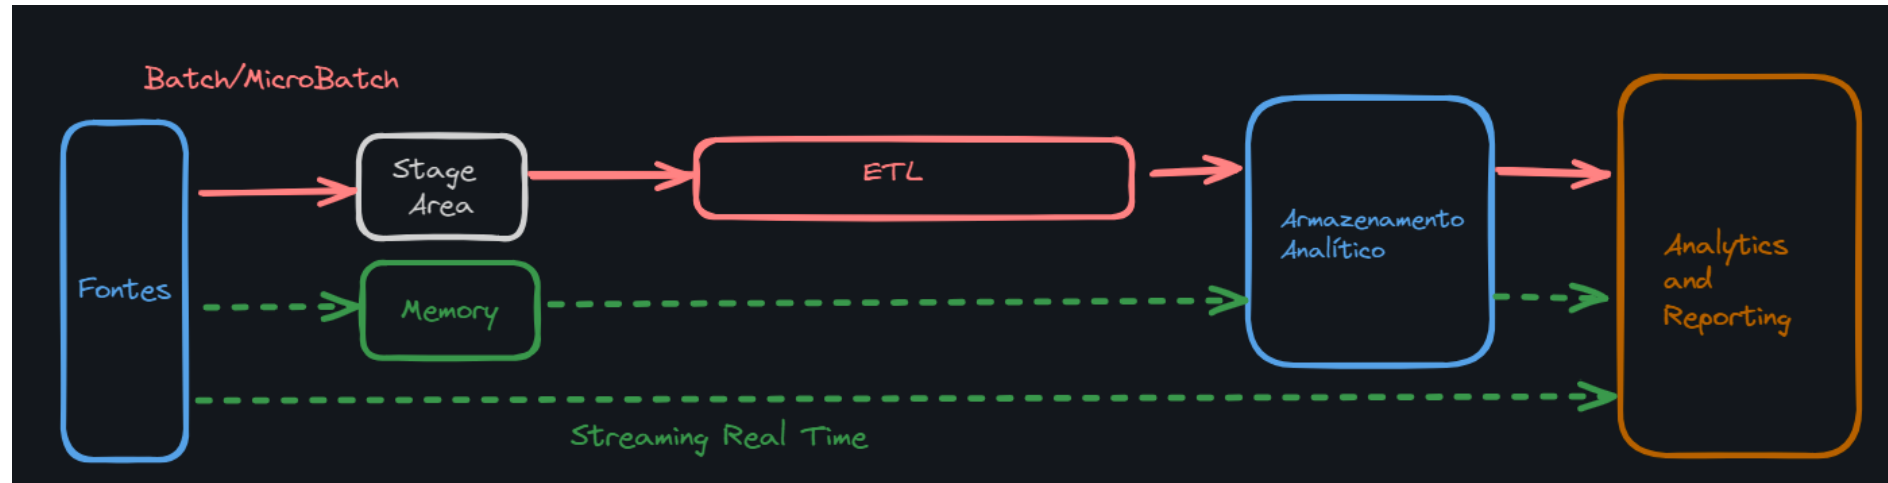 Batch/MicroBatch
Fontes
Stage
Area
Memory
ETL
Armazenamento
Analítico
Analytics
and
Reporting
Streaming Real Time